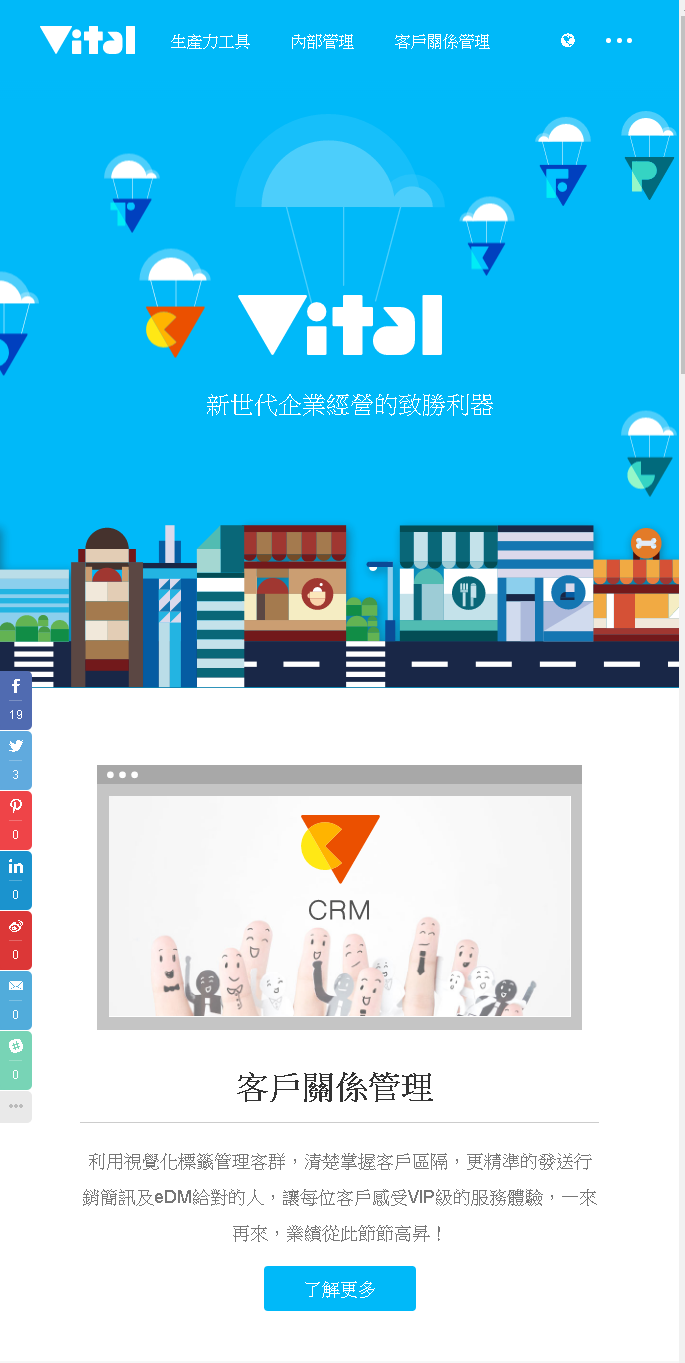 Vital
生產力工具
內部管理
客戶關係管理
Vital
新世代企業經營的致勝利器
19
3
0
0
0
0
0
CRM
客戶關係管理
利用視覺化標籤管理客群，清楚掌握客戶區隔，更精準的發送行
銷簡訊及eDM給對的人，讓每位客戶感受VIP級的服務體驗，一來
再來，業績從此節節高昇！
了解更多